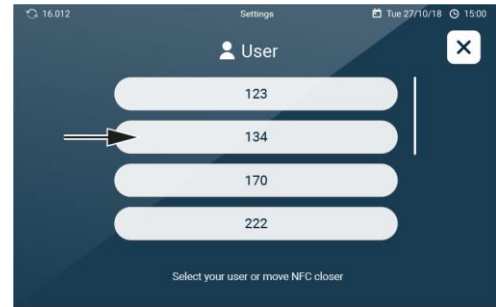 16.012 Settings Tue 27/10/18 15:00
User
123
134
170
222
Select your user or move NFC closer